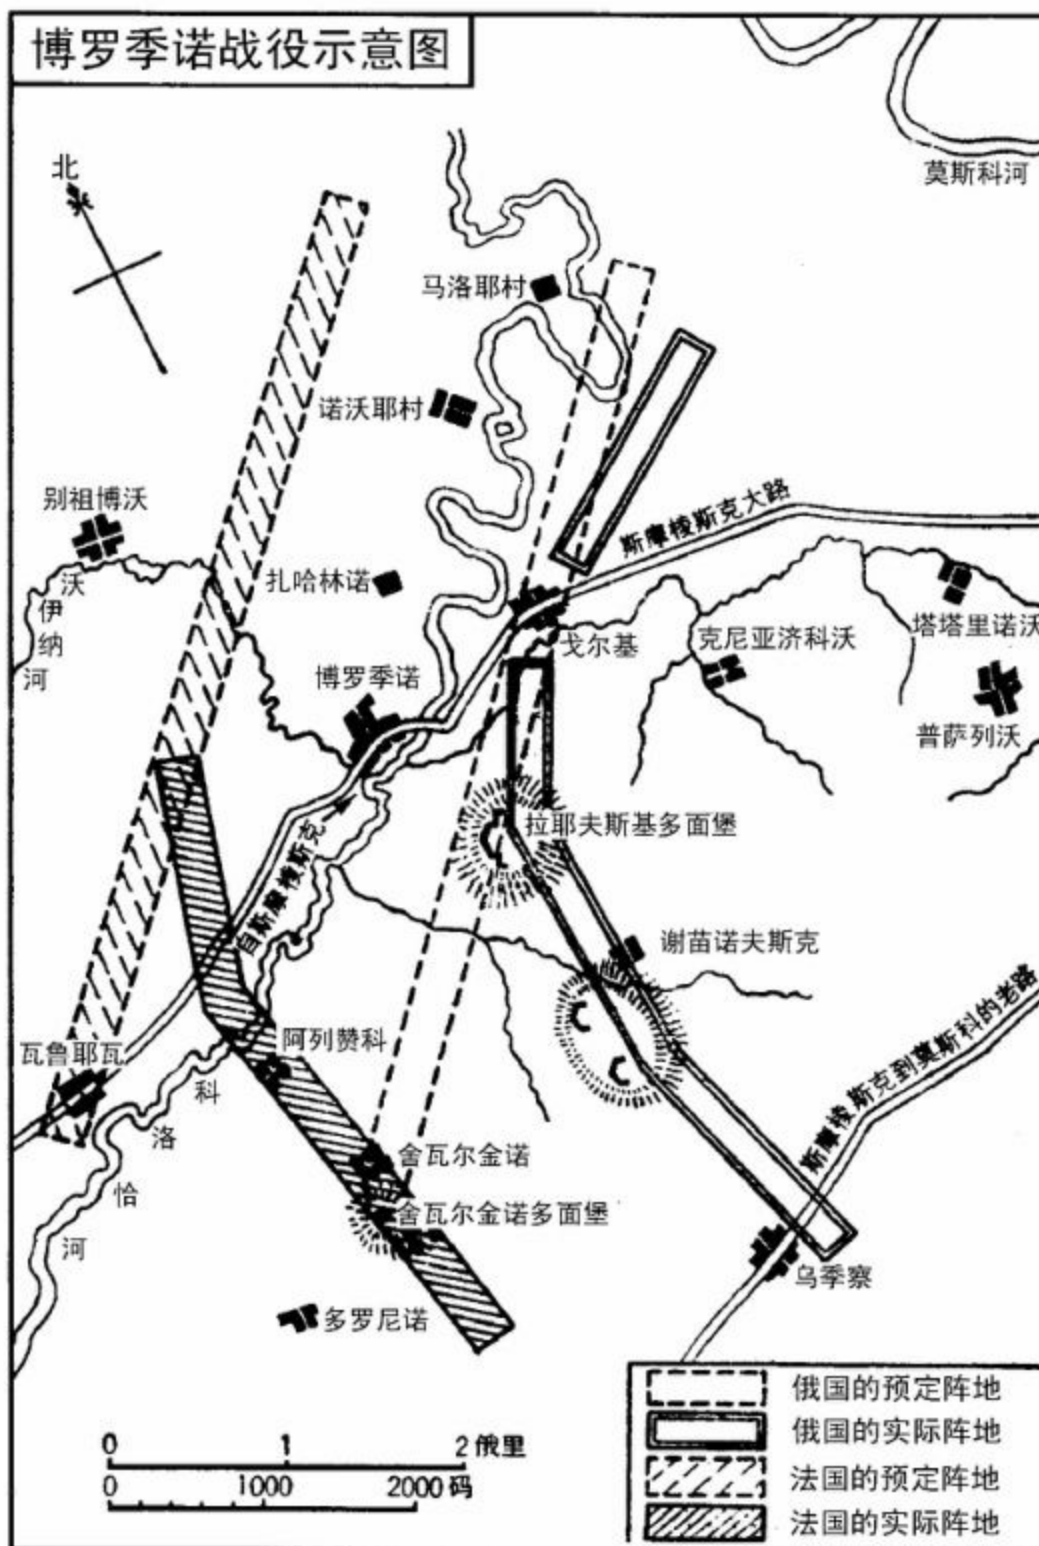 博罗季诺战役示意图
北
莫斯科河
马洛耶村
诺沃耶村
别祖博沃
沃
伊
纳
河
扎哈林诺
斯摩棱斯克大路
戈尔基
克尼亚济科沃
塔塔里诺沃
博罗季诺
普萨列沃
拉耶夫斯基多面堡
自斯摩棱斯克
谢苗诺夫斯克
阿列赞科
瓦鲁耶瓦
科
洛
恰
河
斯摩棱斯克到莫斯科的老路
舍瓦尔金诺
舍瓦尔金诺多面堡
乌季察
多罗尼诺
俄国的预定阵地
俄国的实际阵地
法国的预定阵地
法国的实际阵地
0 1 2 俄里
0 1000 2000 码